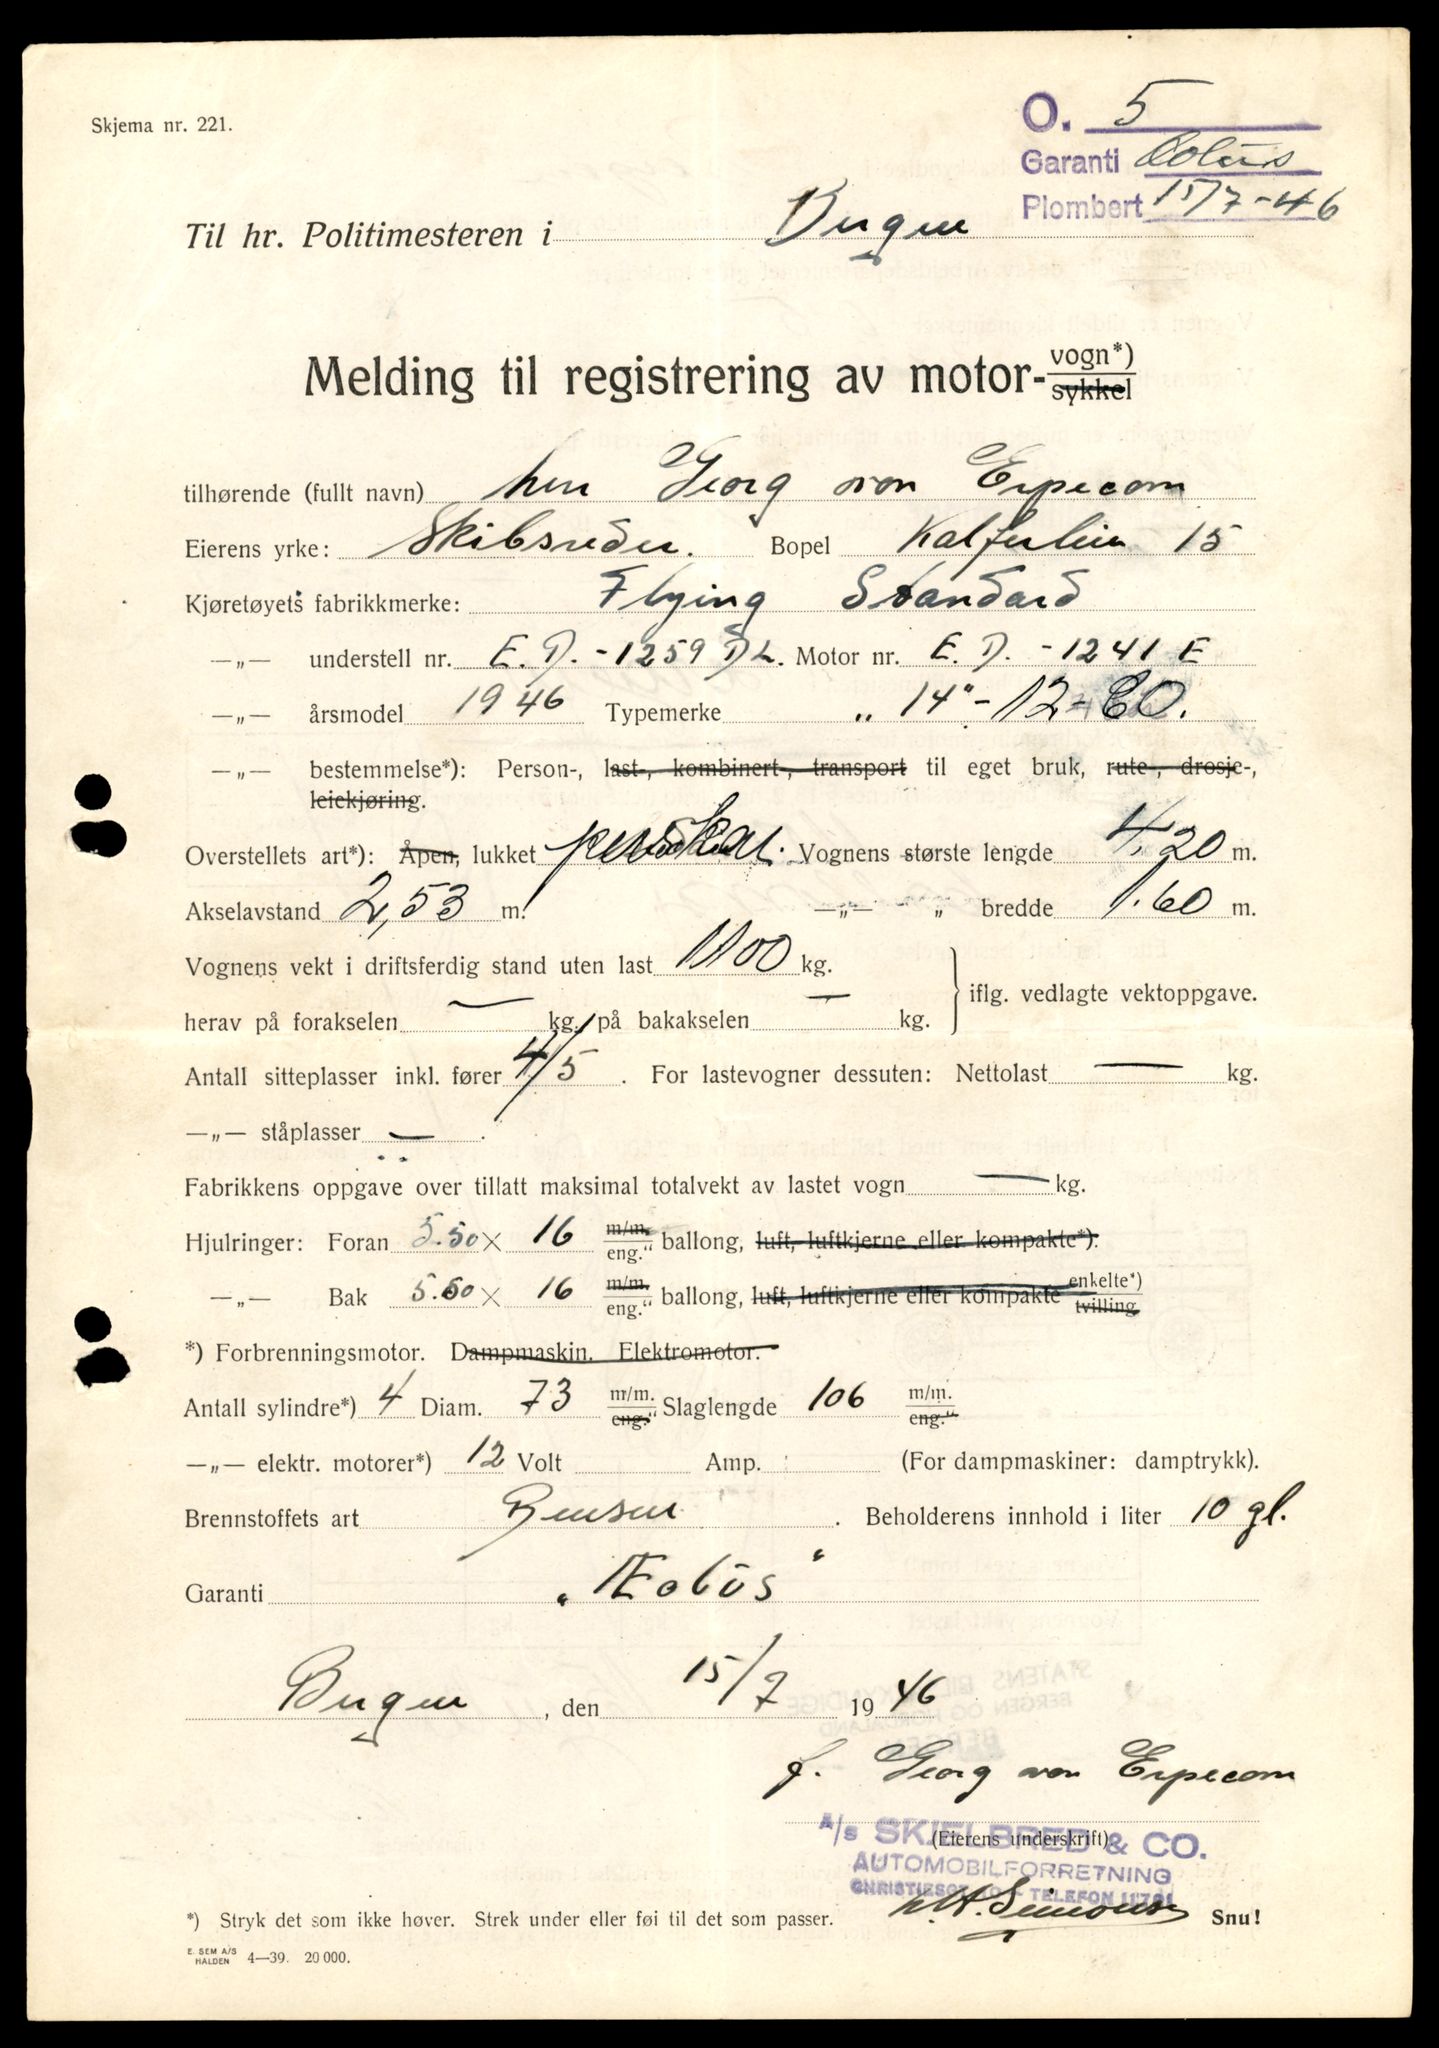 Skjema nr. 221.
O. 5
Garanti Æolus
Plombert 15/7-46
Til hr. Politimesteren i Bergen
Melding til registrering av motor- vogn*) ~~sykkel~~
tilhørende (fullt navn) herr Georg von Erpecom
Eierens yrke: Skibsreder. Bopel Kalfarlien 15
Kjøretøyets fabrikkmerke: Flying Standard
—„— understell nr. E. D. - 1259 DL. Motor nr. E. D. - 1241 E
—„— årsmodel 1946 Typemerke „ 14" - 12 - CO.
—„— bestemmelse*): Person-, ~~last-, kombinert-, transport~~ til eget bruk, ~~rute-, drosje-,~~
~~leiekjøring.~~
Overstellets art*): ~~Åpen,~~ lukket Vognens største lengde 4,20 m.
Akselavstand 2,53 m. —„— „ bredde 1.60 m.
Vognens vekt i driftsferdig stand uten last 1100 kg.
herav på forakselen — kg. på bakakselen — kg. iflg. vedlagte vektoppgave.
Antall sitteplasser inkl. fører 4/5. For lastevogner dessuten: Nettolast — kg.
—„— ståplasser —.
Fabrikkens oppgave over tillatt maksimal totalvekt av lastet vogn — kg.
Hjulringer: Foran 5.50 × 16 ~~m/m.~~ eng." ballong, ~~luft, luftkjerne eller kompakte*).~~
—„— Bak 5.50 × 16 ~~m/m.~~ eng." ballong, ~~luft, luftkjerne eller kompakte~~ enkelte*) ~~tvilling.~~
*) Forbrenningsmotor. ~~Dampmaskin. Elektromotor.~~
Antall sylindre*) 4 Diam. 73 m/m. ~~eng."~~ Slaglengde 106 m/m. ~~eng."~~
—„— elektr. motorer*) 12 Volt Amp. (For dampmaskiner: damptrykk).
Brennstoffets art Bensin. Beholderens innhold i liter 10 gl.
Garanti „Æolus“
Bergen, den 15/7 1946
f. Georg von Erpecom
(Eierens underskrift)
A/s SKJELBRED & CO.
AUTOMOBILFORRETNING
CHRISTIESGT. 10 - TELEFON 11791
*) Stryk det som ikke høver. Strek under eller føi til det som passer. Snu!
E. SEM A/S HALDEN 4—39. 20 000.